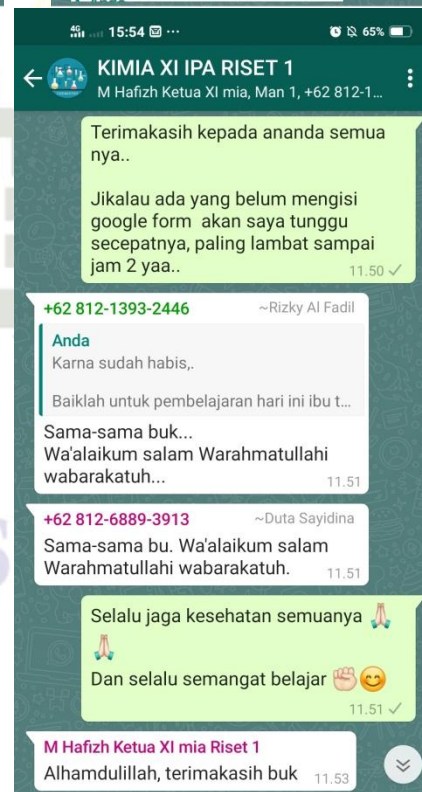 4G 15:54 ... 65%
KIMIA XI IPA RISET 1
M Hafizh Ketua XI mia, Man 1, +62 812-1...
Terimakasih kepada ananda semua
nya..
Jikalau ada yang belum mengisi
google form akan saya tunggu
secepatnya, paling lambat sampai
jam 2 yaa..
11.50
+62 812-1393-2446 ~Rizky Al Fadil
Anda
Karna sudah habis,.
Baiklah untuk pembelajaran hari ini ibu t...
Sama-sama buk...
Wa'alaikum salam Warahmatullahi
wabarakatuh...
11.51
+62 812-6889-3913 ~Duta Sayidina
Sama-sama bu. Wa'alaikum salam
Warahmatullahi wabarakatuh. 11.51
Selalu jaga kesehatan semuanya 🙏
🙏
Dan selalu semangat belajar ✊😊
11.51
M Hafizh Ketua XI mia Riset 1
Alhamdulillah, terimakasih buk 11.53